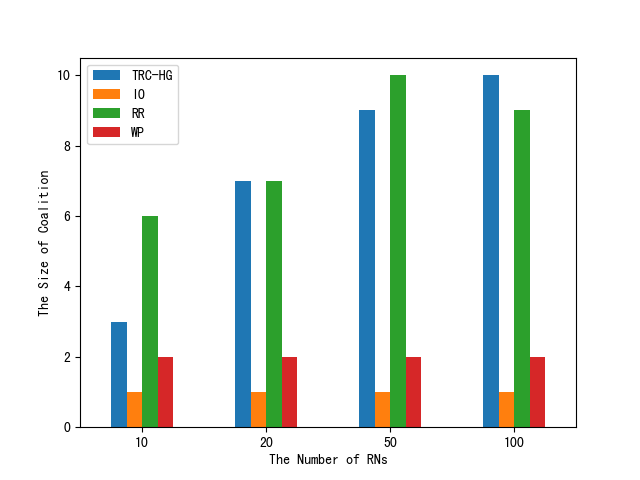 10
8
6
4
2
0
The Size of Coalition
TRC-HG
IO
RR
WP
10 20 50 100
The Number of RNs